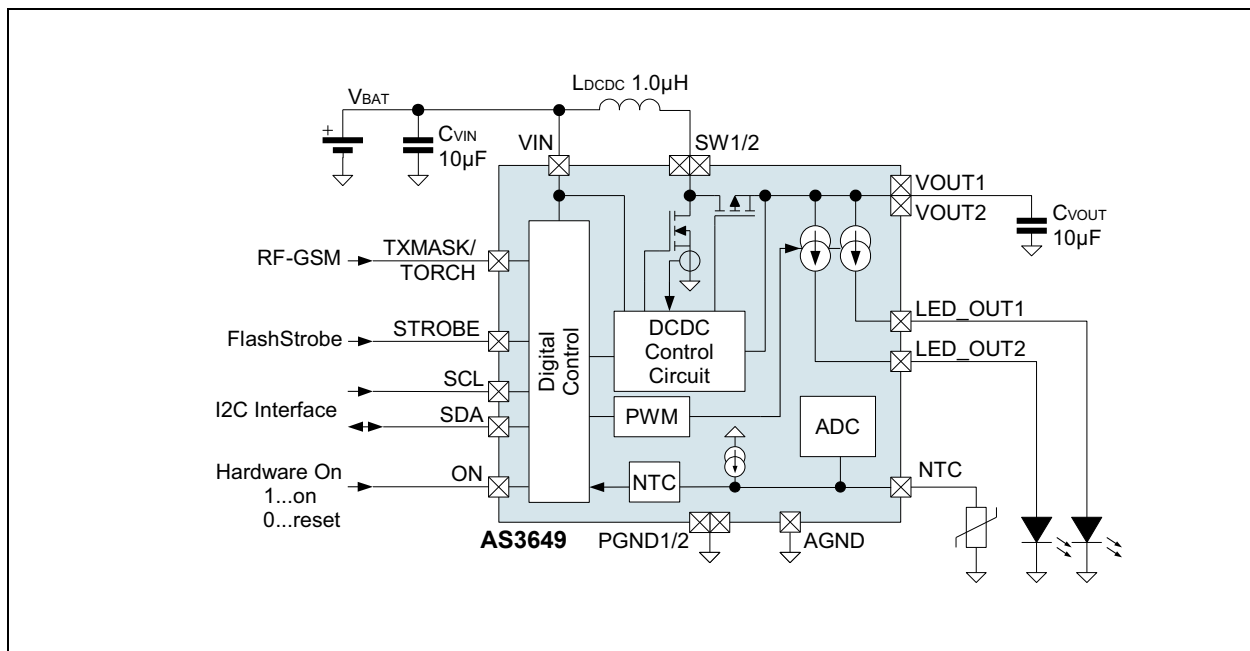 LDCDC 1.0µH
VBAT
CVIN
10µF
VIN
SW1/2
VOUT1
VOUT2
CVOUT
10µF
RF-GSM
TXMASK/
TORCH
FlashStrobe
STROBE
SCL
I2C Interface
SDA
Hardware On
1...on
0...reset
ON
Digital
Control
DCDC
Control
Circuit
PWM
NTC
ADC
LED_OUT1
LED_OUT2
NTC
AS3649
PGND1/2
AGND